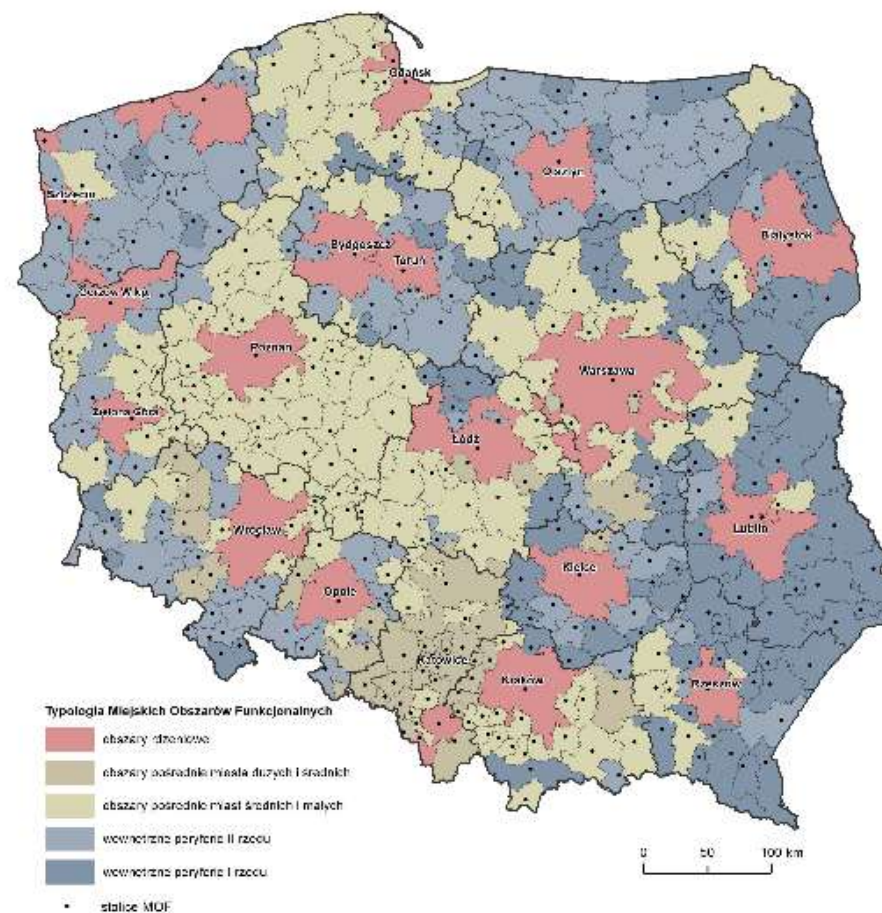 Gdańsk
Olsztyn
Szczecin
Białystok
Bydgoszcz
Toruń
Gorzów Wlkp.
Poznań
Warszawa
Zielona Góra
Łódź
Wrocław
Lublin
Kielce
Opole
Katowice
Kraków
Rzeszów
Typologia Miejskich Obszarów Funkcjonalnych
obszary rdzeniowe
obszary pośrednie miasta dużych i średnich
obszary pośrednie miast średnich i małych
wewnętrzne peryferie II rzędu
wewnętrzne peryferie I rzędu
stolice MOF
0 50 100 km